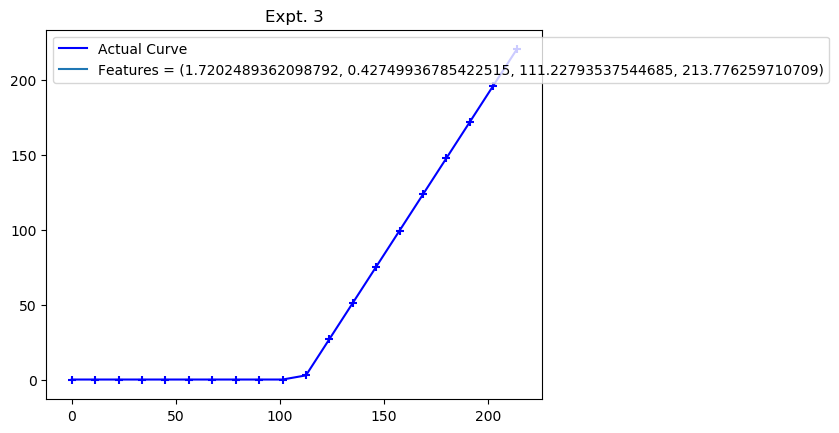 Expt. 3
Actual Curve
Features = (1.7202489362098792, 0.42749936785422515, 111.22793537544685, 213.776259710709)
200
150
100
50
0
0 50 100 150 200